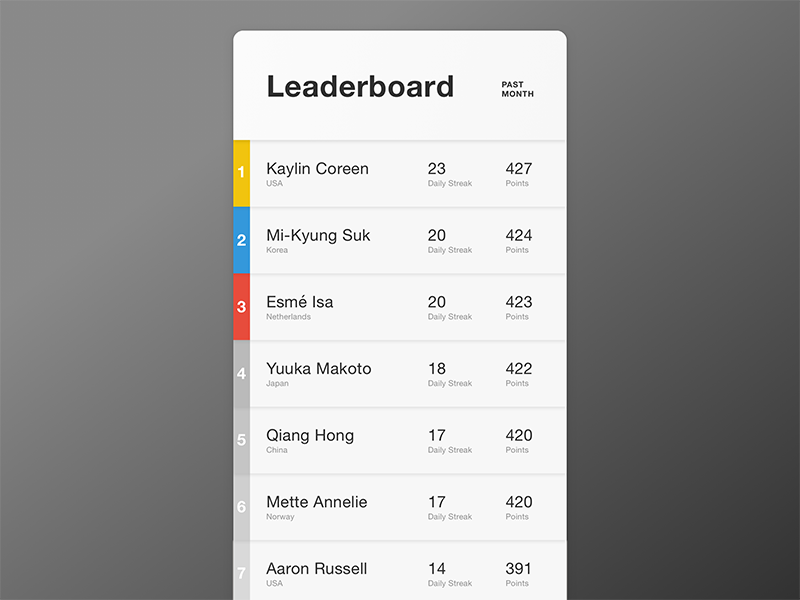 Leaderboard
PAST
MONTH
1
Kaylin Coreen 23 427
USA Daily Streak Points
2
Mi-Kyung Suk 20 424
Korea Daily Streak Points
3
Esmé Isa 20 423
Netherlands Daily Streak Points
4
Yuuka Makoto 18 422
Japan Daily Streak Points
5
Qiang Hong 17 420
China Daily Streak Points
6
Mette Annelie 17 420
Norway Daily Streak Points
7
Aaron Russell 14 391
USA Daily Streak Points